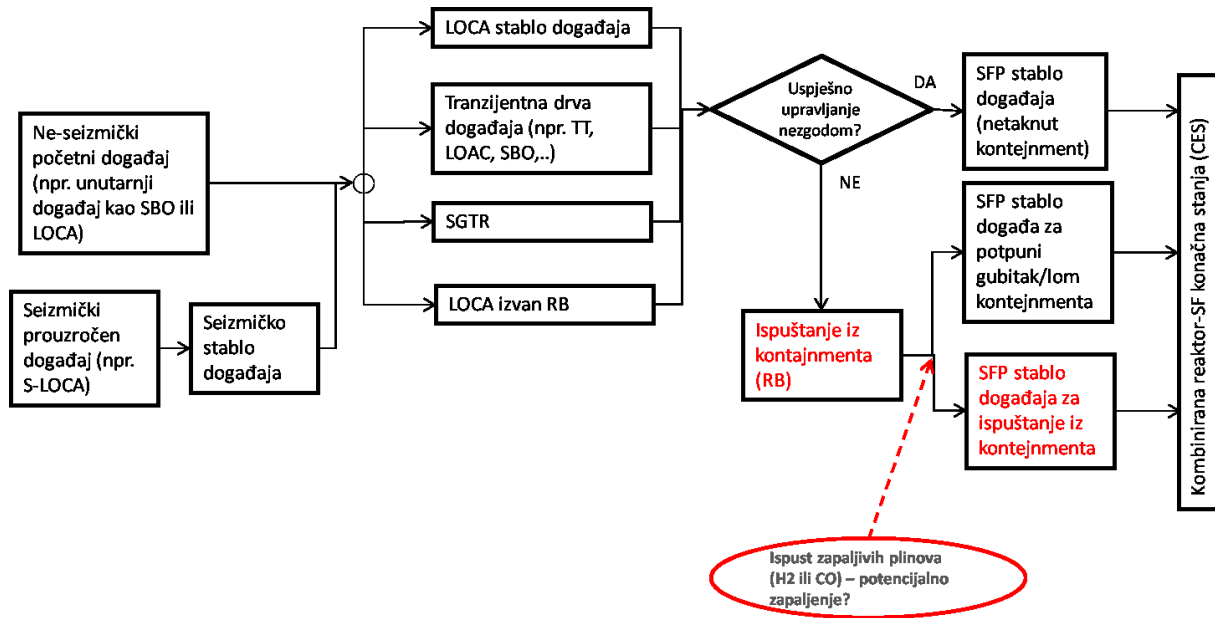 Ne-seizmički
početni događaj
(npr. unutarnji
događaj kao SBO ili
LOCA)
Seizmički
prouzročen
događaj (npr.
S-LOCA)
Seizmičko
stablo
događaja
LOCA stablo događaja
Tranzijentna drva
događaja (npr. TT,
LOAC, SBO,..)
SGTR
LOCA izvan RB
Uspješno
upravljanje
nezgodom?
DA
NE
Ispuštanje iz
kontajnmenta
(RB)
SFP stablo
događaja
(netaknut
kontejnment)
SFP stablo
događa za
potpuni
gubitak/lom
kontejnmenta
SFP stablo
događaja za
ispuštanje iz
kontejnmenta
Kombinirana reaktor-SF konačna stanja (CES)
Ispust zapaljivih plinova
(H2 ili CO) – potencijalno
zapaljenje?